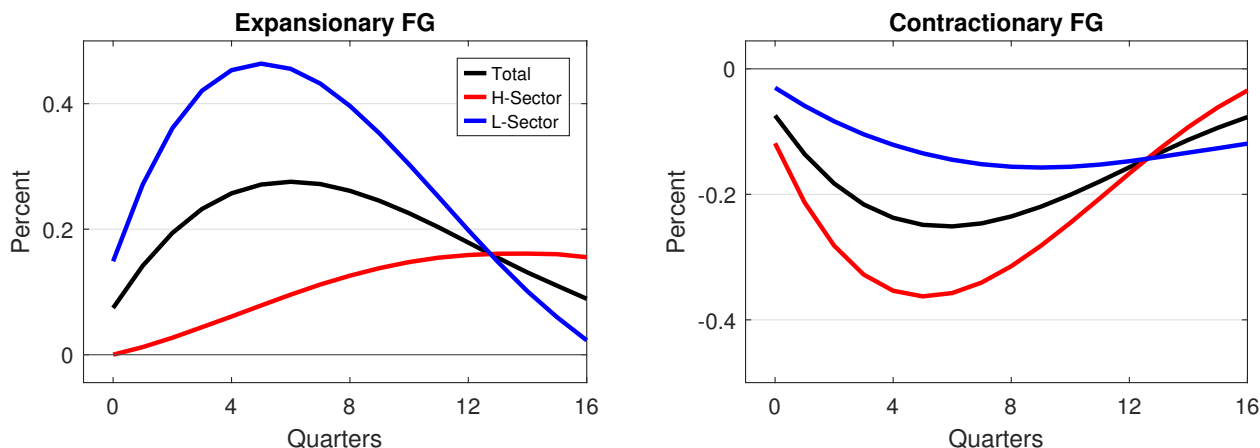 Expansionary FG
Percent
0.4
0.2
0
Total
H-Sector
L-Sector
0 4 8 12 16
Quarters
Contractionary FG
Percent
0
-0.2
-0.4
0 4 8 12 16
Quarters